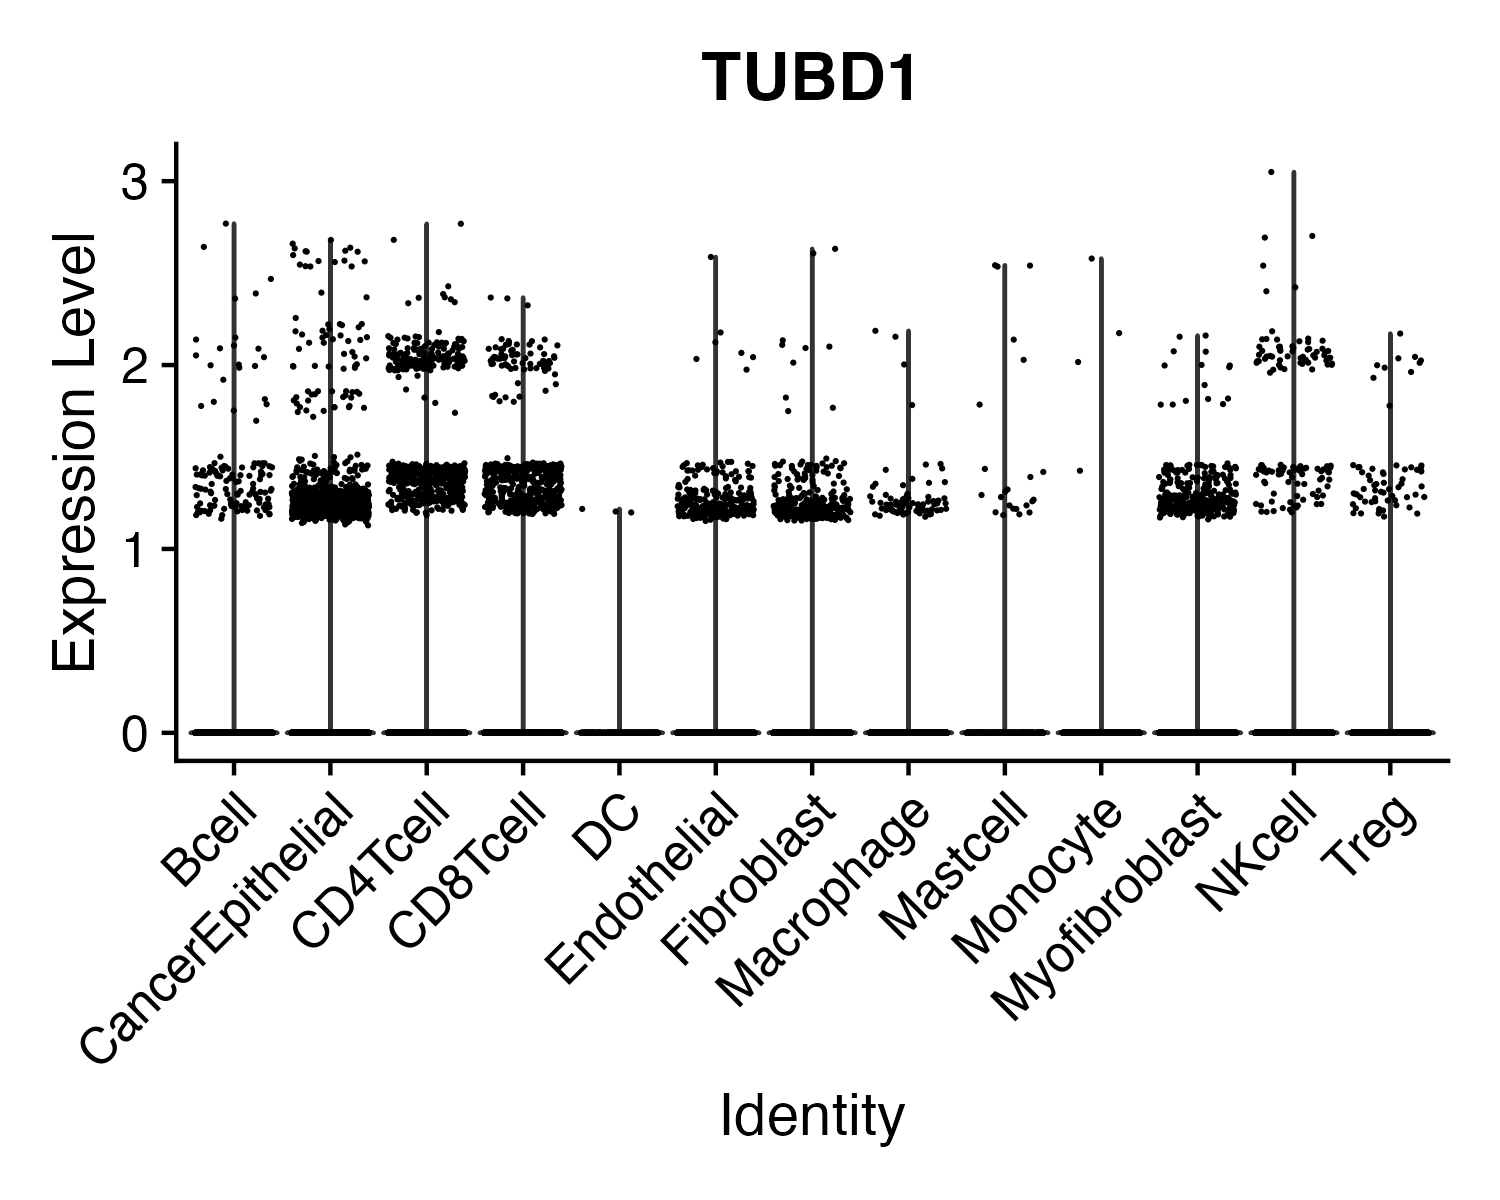 TUBD1
Expression Level
3
2
1
0
Bcell
CancerEpithelial
CD4Tcell
CD8Tcell
DC
Endothelial
Fibroblast
Macrophage
Mastcell
Monocyte
Myofibroblast
NKcell
Treg
Identity